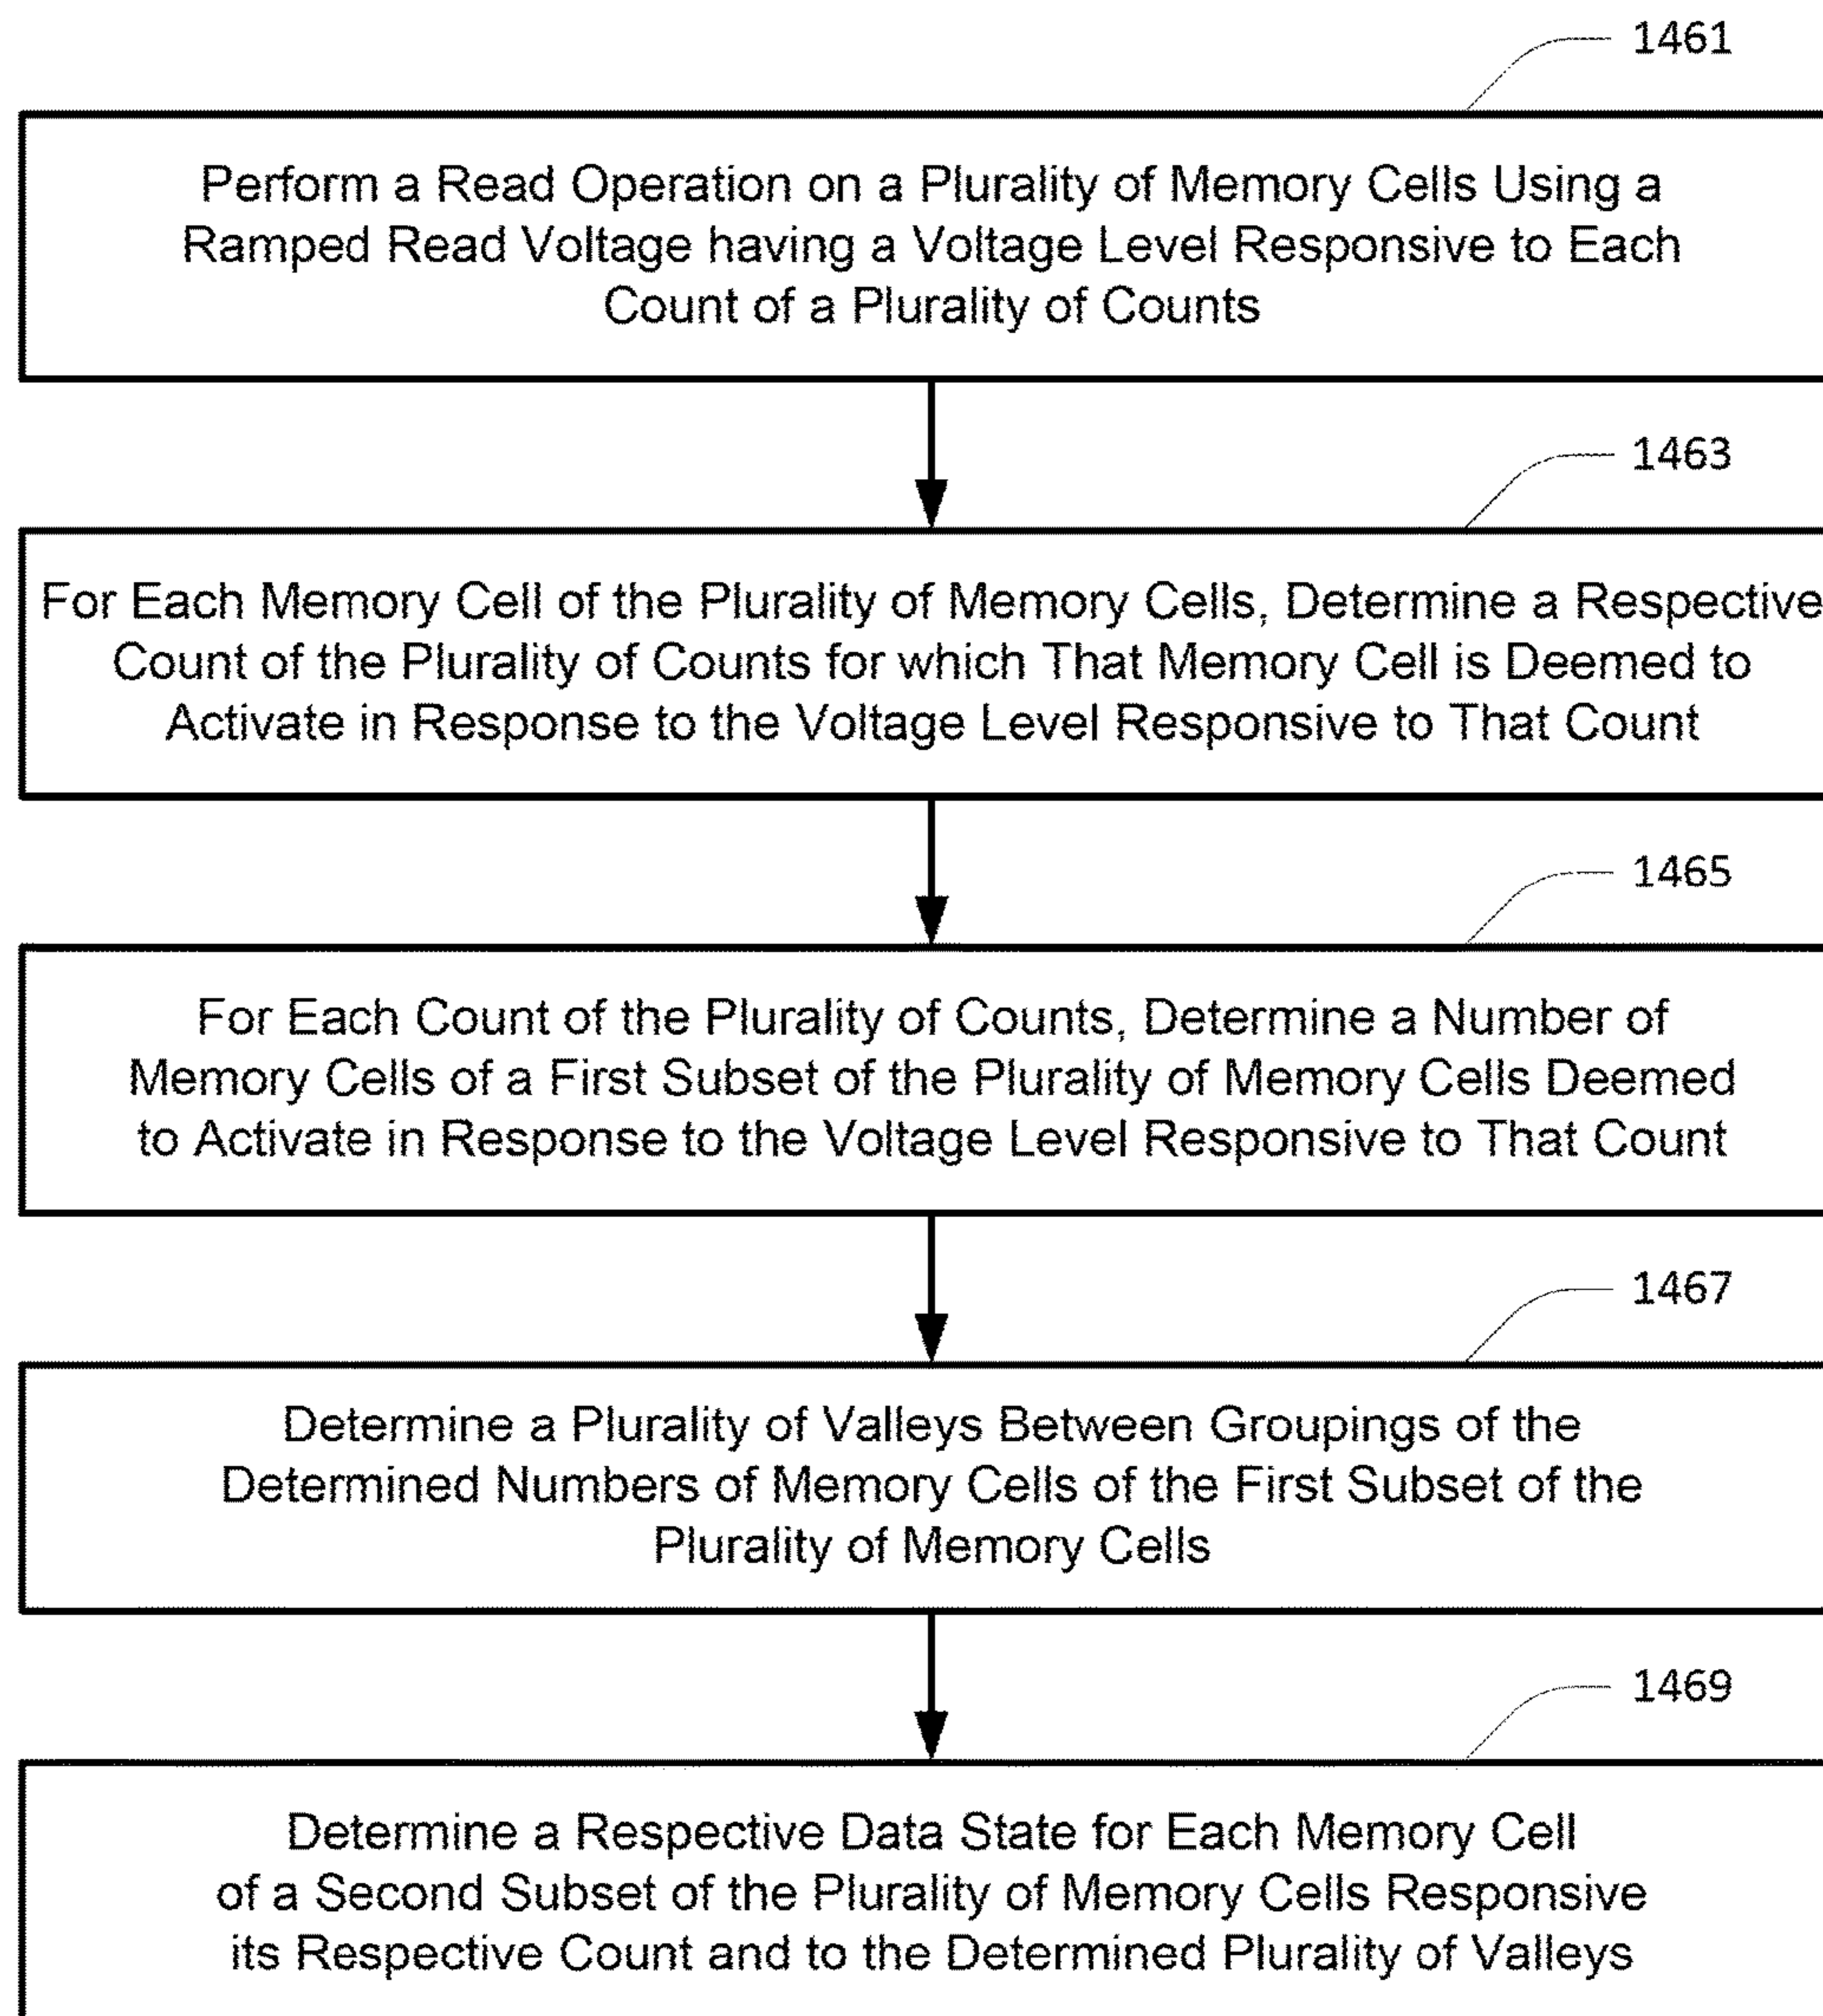 1461
Perform a Read Operation on a Plurality of Memory Cells Using a
Ramped Read Voltage having a Voltage Level Responsive to Each
Count of a Plurality of Counts
1463
For Each Memory Cell of the Plurality of Memory Cells, Determine a Respective
Count of the Plurality of Counts for which That Memory Cell is Deemed to
Activate in Response to the Voltage Level Responsive to That Count
1465
For Each Count of the Plurality of Counts, Determine a Number of
Memory Cells of a First Subset of the Plurality of Memory Cells Deemed
to Activate in Response to the Voltage Level Responsive to That Count
1467
Determine a Plurality of Valleys Between Groupings of the
Determined Numbers of Memory Cells of the First Subset of the
Plurality of Memory Cells
1469
Determine a Respective Data State for Each Memory Cell
of a Second Subset of the Plurality of Memory Cells Responsive
its Respective Count and to the Determined Plurality of Valleys